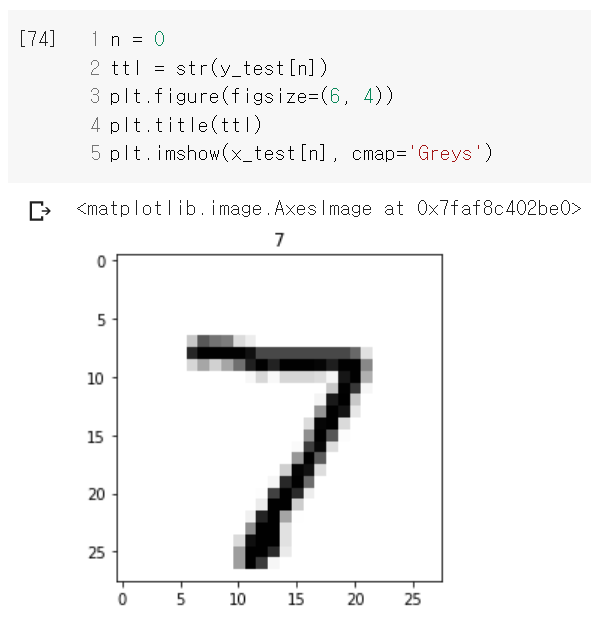 [74]
1 n = 0
2 ttl = str(y_test[n])
3 plt.figure(figsize=(6, 4))
4 plt.title(ttl)
5 plt.imshow(x_test[n], cmap='Greys')
<matplotlib.image.AxesImage at 0x7faf8c402be0>
7
0
5
10
15
20
25
0 5 10 15 20 25
7